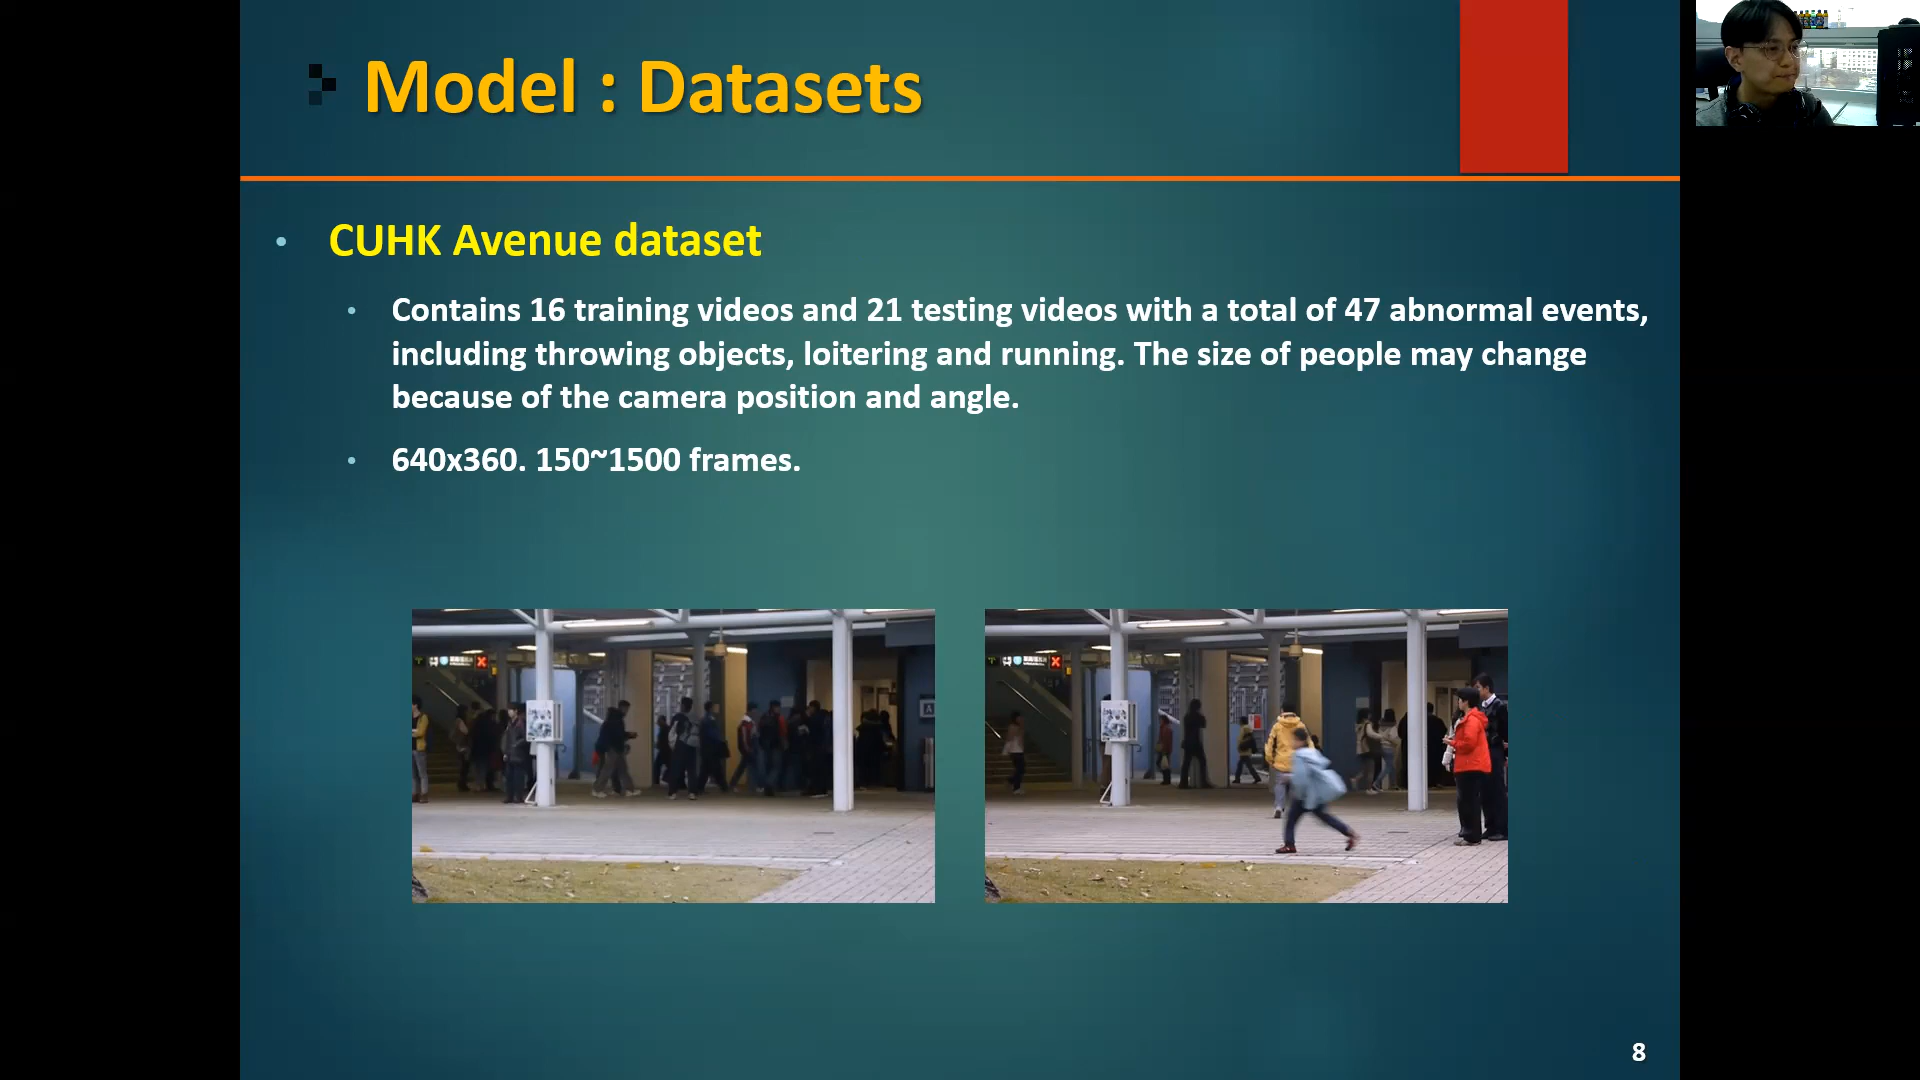 Model : Datasets
CUHK Avenue dataset
Contains 16 training videos and 21 testing videos with a total of 47 abnormal events,
including throwing objects, loitering and running. The size of people may change
because of the camera position and angle.
640x360. 150~1500 frames.
8